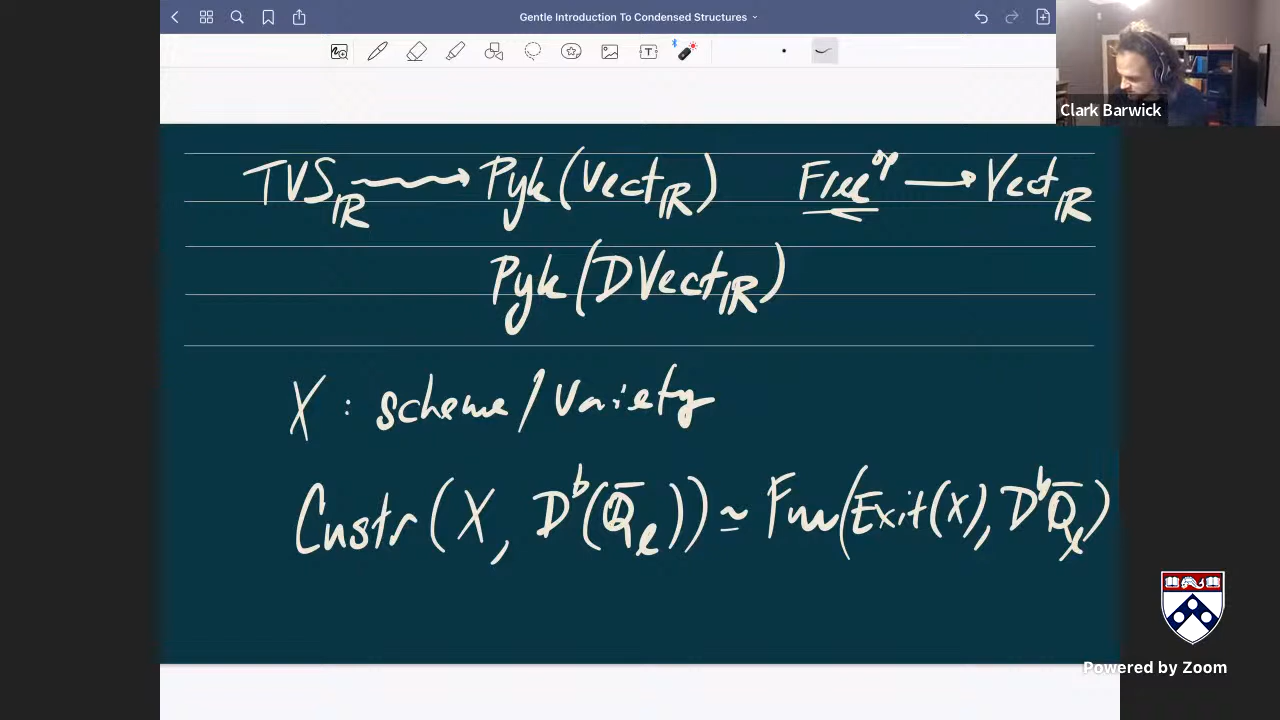 Gentle Introduction To Condensed Structures
T
Clark Barwick
TVS_ℝ → Pyk(Vect_ℝ) Free^op → Vect_ℝ
Pyk(DVect_ℝ)
X : scheme/variety
Cnstr(X, D^b(Q̄_ℓ)) ≃ Fun(Exit(X), D^b Q̄_ℓ)
Powered by Zoom